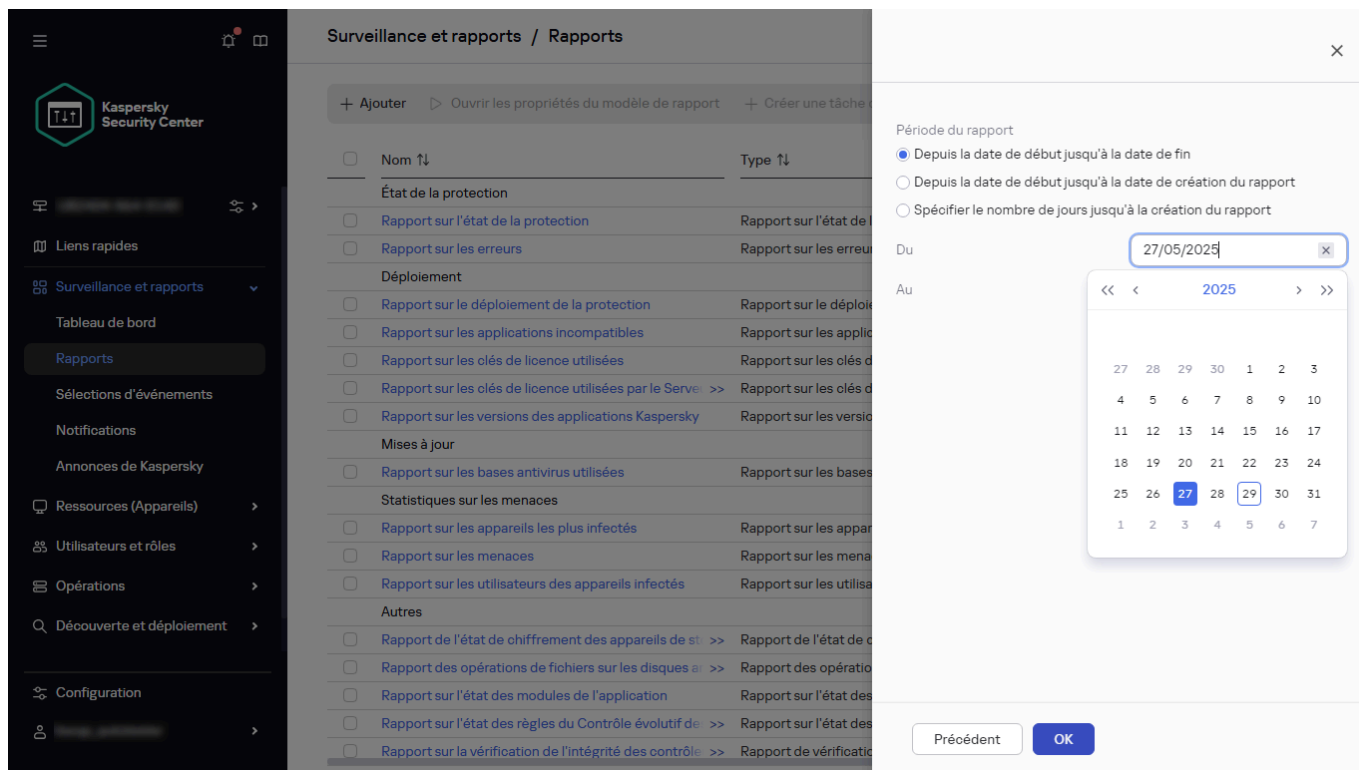 Surveillance et rapports / Rapports
Kaspersky
Security Center
Liens rapides
Surveillance et rapports
Tableau de bord
Rapports
Sélections d'événements
Notifications
Annonces de Kaspersky
Ressources (Appareils)
Utilisateurs et rôles
Opérations
Découverte et déploiement
Configuration
+ Ajouter
Ouvrir les propriétés du modèle de rapport
+ Créer une tâche
Nom
Type
État de la protection
Rapport sur l'état de la protection
Rapport sur l'état de l
Rapport sur les erreurs
Rapport sur les erreu
Déploiement
Rapport sur le déploiement de la protection
Rapport sur le déploie
Rapport sur les applications incompatibles
Rapport sur les applic
Rapport sur les clés de licence utilisées
Rapport sur les clés d
Rapport sur les clés de licence utilisées par le Serve >>
Rapport sur les clés d
Rapport sur les versions des applications Kaspersky
Rapport sur les versio
Mises à jour
Rapport sur les bases antivirus utilisées
Rapport sur les bases
Statistiques sur les menaces
Rapport sur les appareils les plus infectés
Rapport sur les appar
Rapport sur les menaces
Rapport sur les mena
Rapport sur les utilisateurs des appareils infectés
Rapport sur les utilisa
Autres
Rapport de l'état de chiffrement des appareils de st >>
Rapport de l'état de c
Rapport des opérations de fichiers sur les disques a >>
Rapport des opératio
Rapport sur l'état des modules de l'application
Rapport sur l'état des
Rapport sur l'état des règles du Contrôle évolutif de >>
Rapport sur l'état des
Rapport sur la vérification de l'intégrité des contrôle >>
Rapport de vérificatio
Période du rapport
Depuis la date de début jusqu'à la date de fin
Depuis la date de début jusqu'à la date de création du rapport
Spécifier le nombre de jours jusqu'à la création du rapport
Du
27/05/2025
Au
<< < 2025 > >>
27 28 29 30 1 2 3
4 5 6 7 8 9 10
11 12 13 14 15 16 17
18 19 20 21 22 23 24
25 26 27 28 29 30 31
1 2 3 4 5 6 7
Précédent
OK